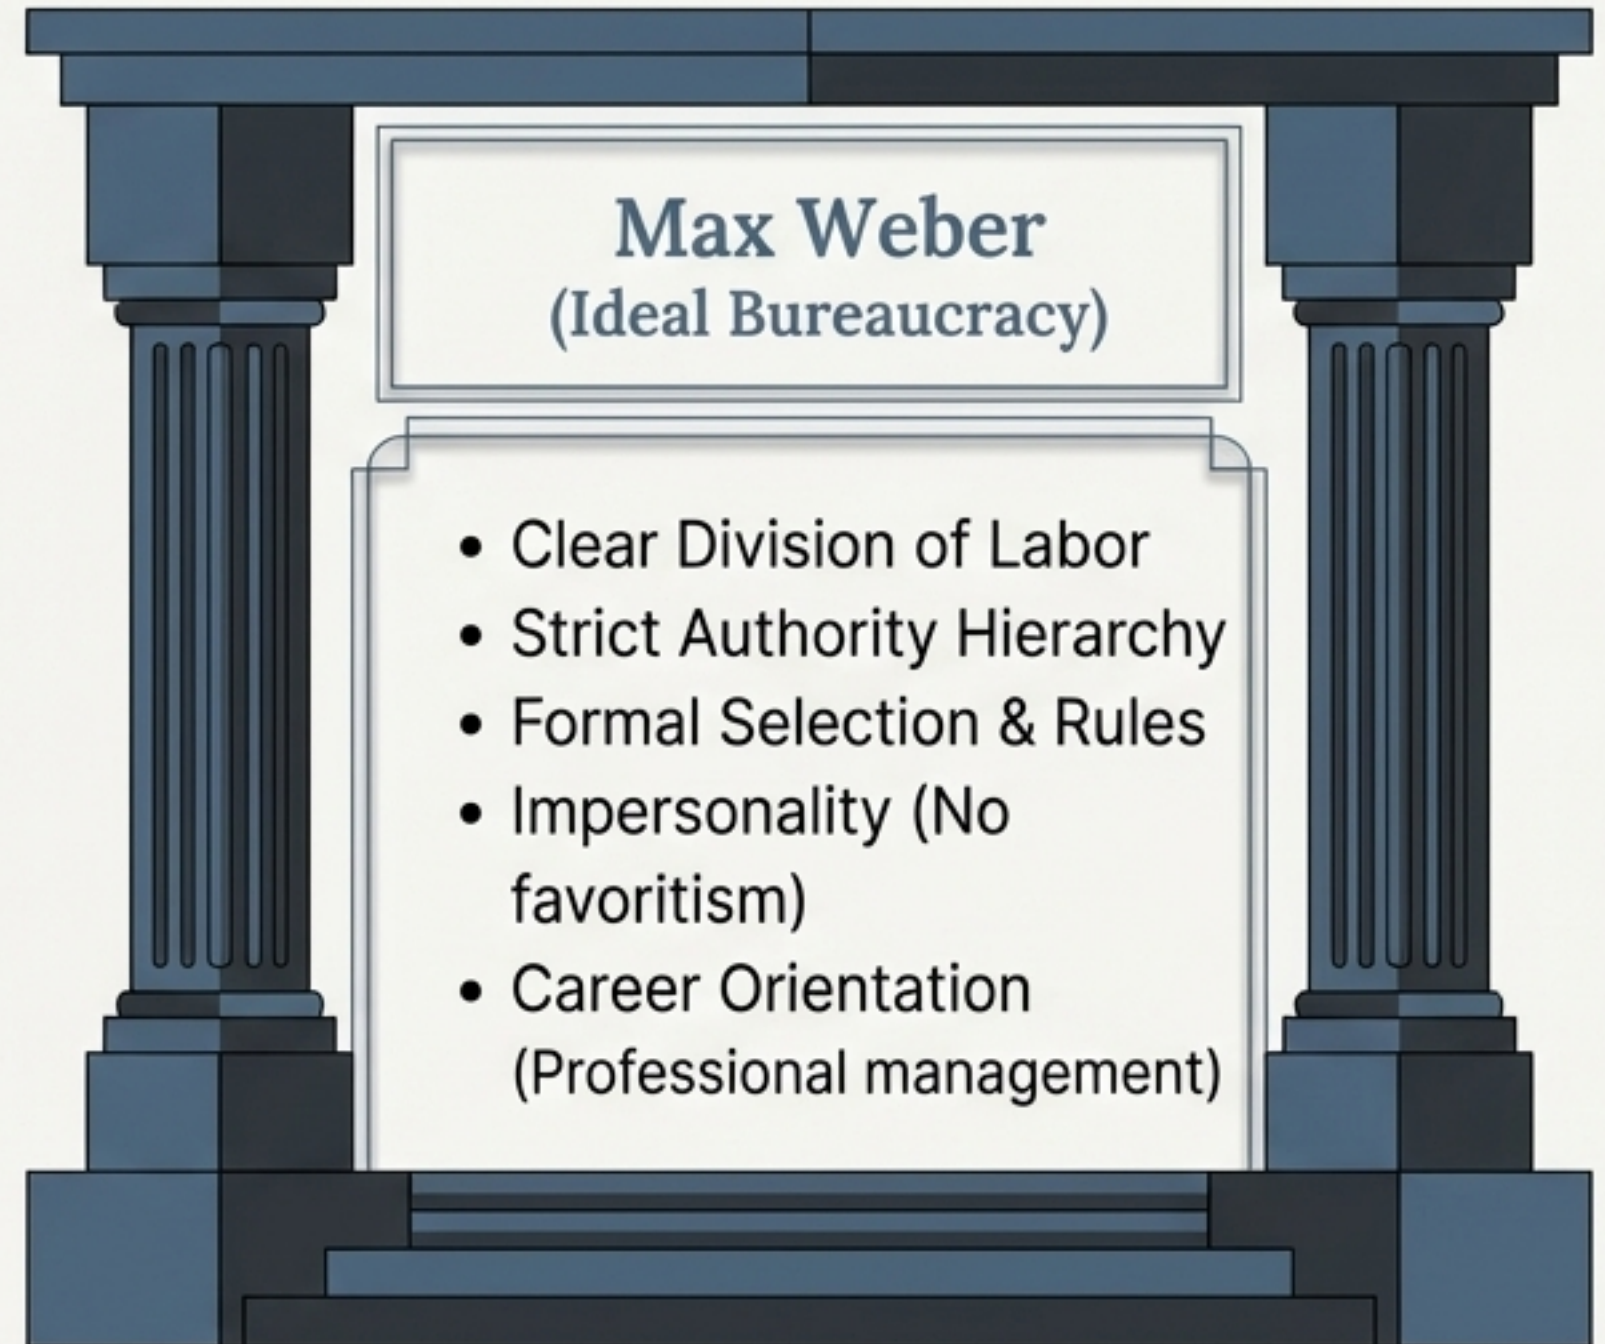 Max Weber
(Ideal Bureaucracy)
• Clear Division of Labor
• Strict Authority Hierarchy
• Formal Selection & Rules
• Impersonality (No
favoritism)
• Career Orientation
(Professional management)